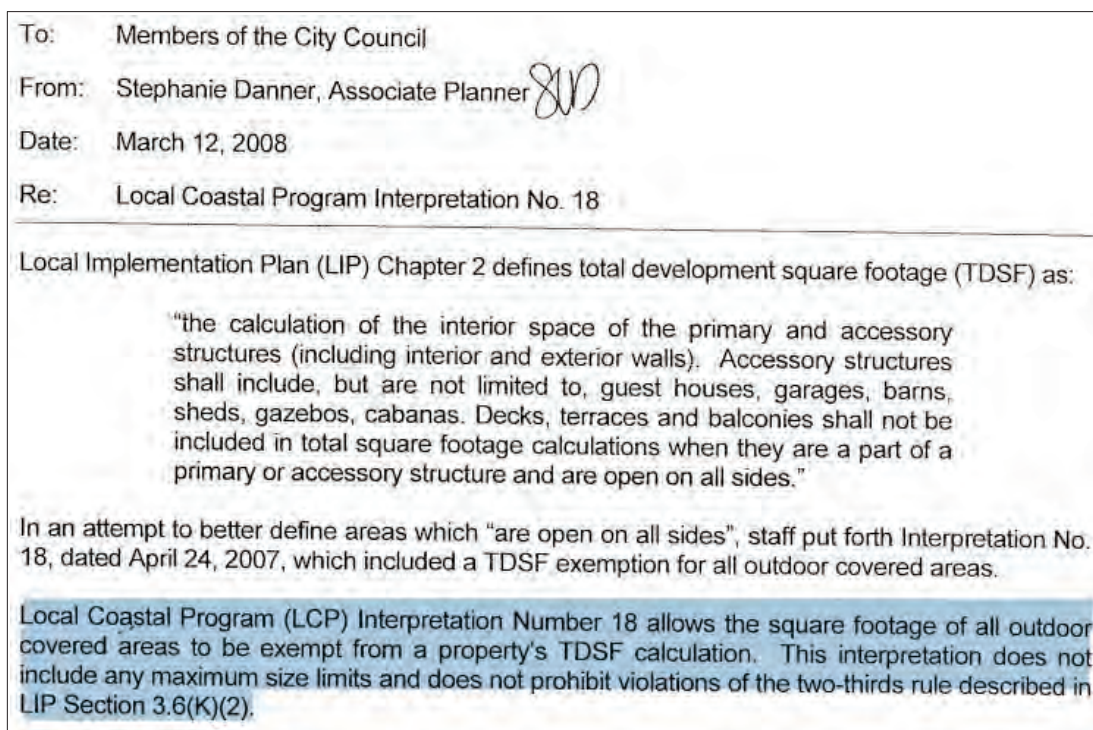 To: Members of the City Council
From: Stephanie Danner, Associate Planner
Date: March 12, 2008
Re: Local Coastal Program Interpretation No. 18
Local Implementation Plan (LIP) Chapter 2 defines total development square footage (TDSF) as:
“the calculation of the interior space of the primary and accessory
structures (including interior and exterior walls). Accessory structures
shall include, but are not limited to, guest houses, garages, barns,
sheds, gazebos, cabanas. Decks, terraces and balconies shall not be
included in total square footage calculations when they are a part of a
primary or accessory structure and are open on all sides.”
In an attempt to better define areas which “are open on all sides”, staff put forth Interpretation No.
18, dated April 24, 2007, which included a TDSF exemption for all outdoor covered areas.
Local Coastal Program (LCP) Interpretation Number 18 allows the square footage of all outdoor
covered areas to be exempt from a property's TDSF calculation. This interpretation does not
include any maximum size limits and does not prohibit violations of the two-thirds rule described in
LIP Section 3.6(K)(2).